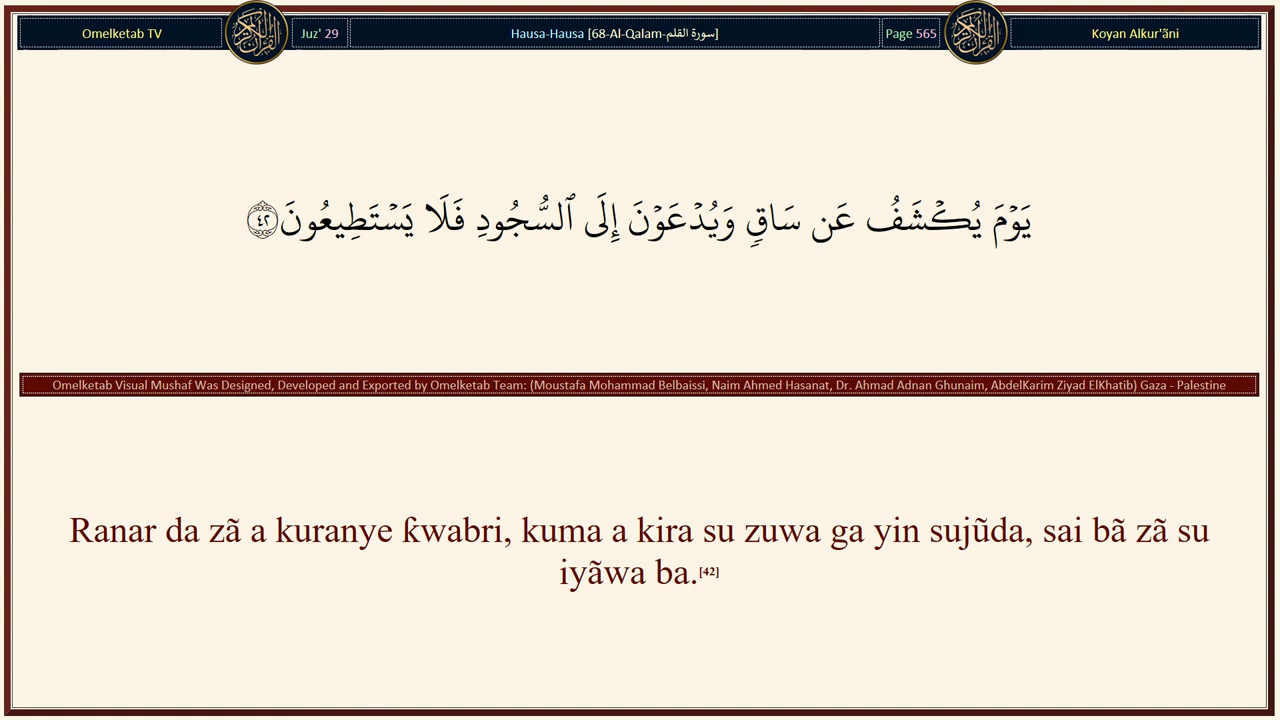 Omelketab TV
Juz' 29
Hausa-Hausa [68-Al-Qalam-سورة القلم]
Page 565
Koyan Alƙur'ãni
يَوۡمَ يُكۡشَفُ عَن سَاقٖ وَيُدۡعَوۡنَ إِلَى ٱلسُّجُودِ فَلَا يَسۡتَطِيعُونَ ٤٢
Omelketab Visual Mushaf Was Designed, Developed and Exported by Omelketab Team: (Moustafa Mohammad Belbaissi, Naim Ahmed Hasanat, Dr. Ahmad Adnan Ghunaim, AbdelKarim Ziyad ElKhatib) Gaza - Palestine
Ranar da zã a kuranye ƙwabri, kuma a kira su zuwa ga yin sujũda, sai bã zã su
iyãwa ba.[42]